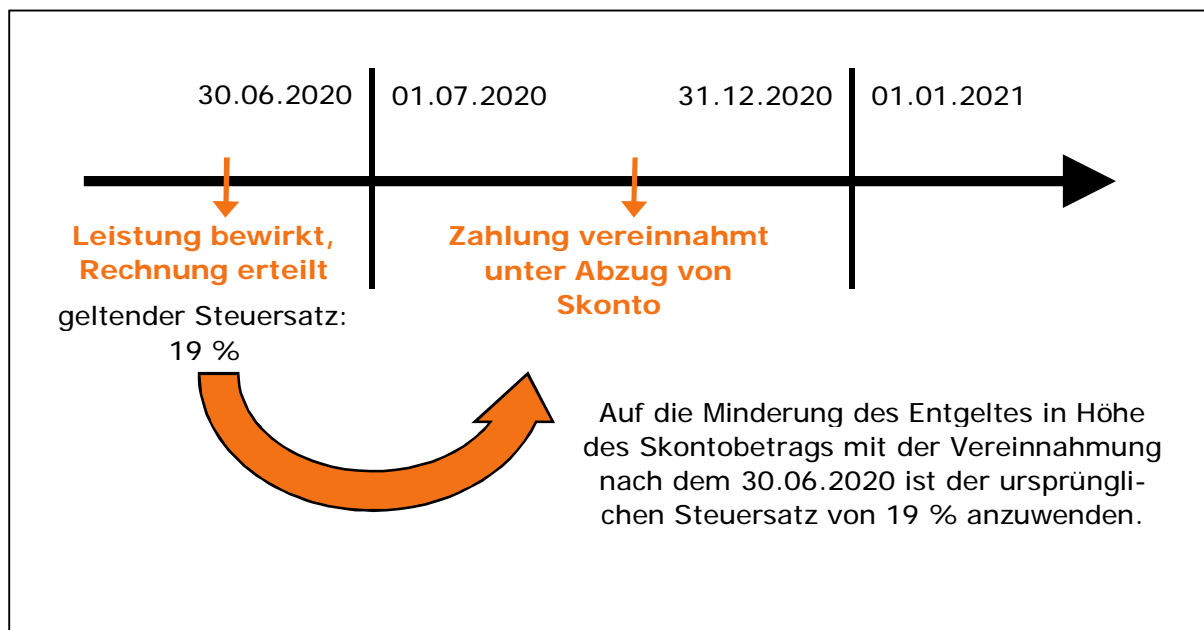 30.06.2020 01.07.2020 31.12.2020 01.01.2021
Leistung bewirkt,
Rechnung erteilt
geltender Steuersatz:
19 %
Zahlung vereinnahmt
unter Abzug von
Skonto
Auf die Minderung des Entgeltes in Höhe
des Skontobetrags mit der Vereinnahmung
nach dem 30.06.2020 ist der ursprüngli-
chen Steuersatz von 19 % anzuwenden.